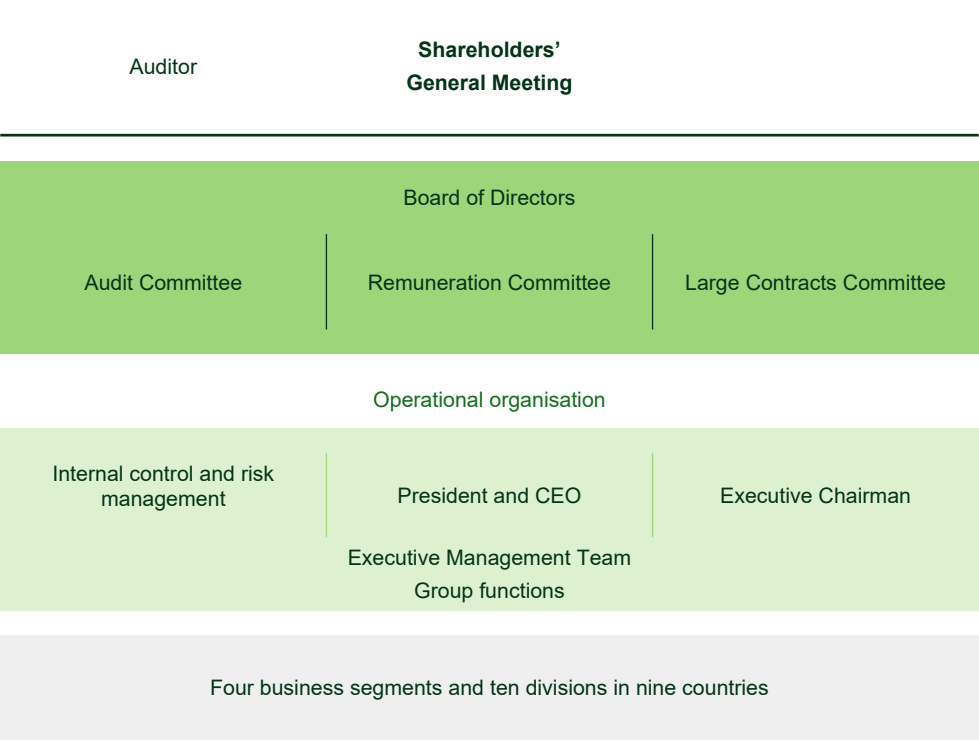 Auditor
Shareholders’
General Meeting
Board of Directors
Audit Committee
Remuneration Committee
Large Contracts Committee
Operational organisation
Internal control and risk
management
President and CEO
Executive Chairman
Executive Management Team
Group functions
Four business segments and ten divisions in nine countries